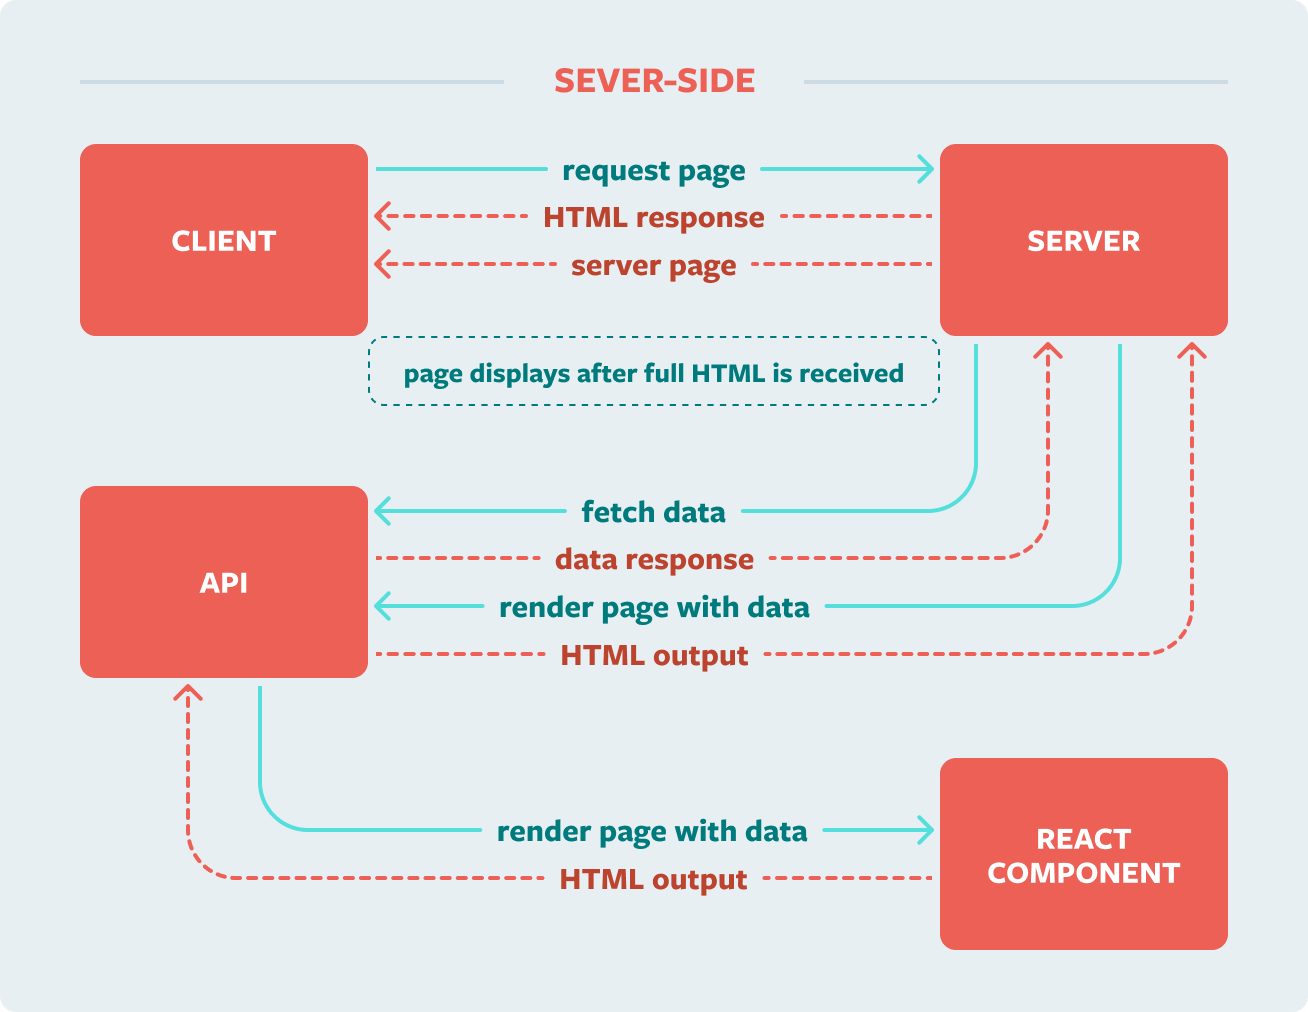 SEVER-SIDE
CLIENT
request page
HTML response
server page
SERVER
page displays after full HTML is received
API
fetch data
data response
render page with data
HTML output
render page with data
HTML output
REACT
COMPONENT